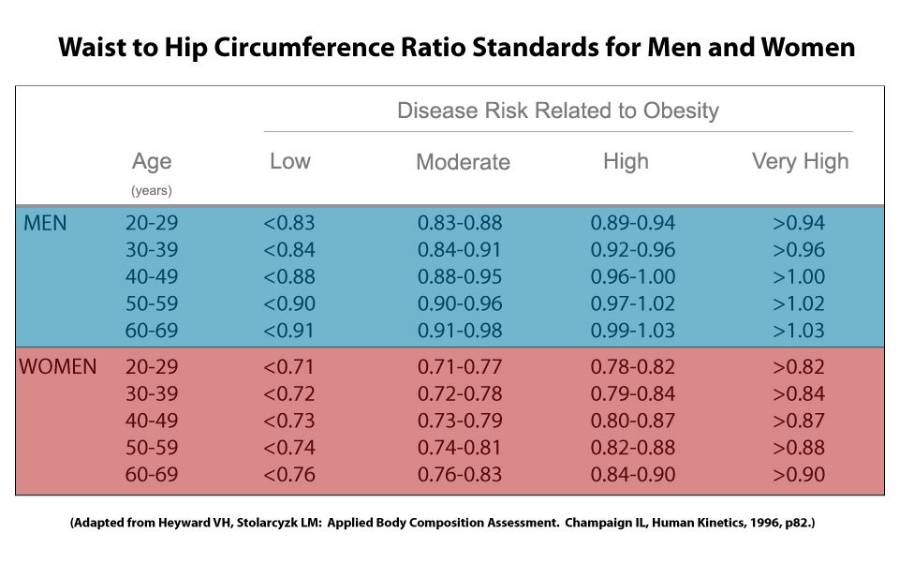 Waist to Hip Circumference Ratio Standards for Men and Women
Disease Risk Related to Obesity
Age Low Moderate High Very High
(years)
MEN 20-29 <0.83 0.83-0.88 0.89-0.94 >0.94
30-39 <0.84 0.84-0.91 0.92-0.96 >0.96
40-49 <0.88 0.88-0.95 0.96-1.00 >1.00
50-59 <0.90 0.90-0.96 0.97-1.02 >1.02
60-69 <0.91 0.91-0.98 0.99-1.03 >1.03
WOMEN 20-29 <0.71 0.71-0.77 0.78-0.82 >0.82
30-39 <0.72 0.72-0.78 0.79-0.84 >0.84
40-49 <0.73 0.73-0.79 0.80-0.87 >0.87
50-59 <0.74 0.74-0.81 0.82-0.88 >0.88
60-69 <0.76 0.76-0.83 0.84-0.90 >0.90
(Adapted from Heyward VH, Stolarcyzk LM: Applied Body Composition Assessment. Champaign IL, Human Kinetics, 1996, p82.)